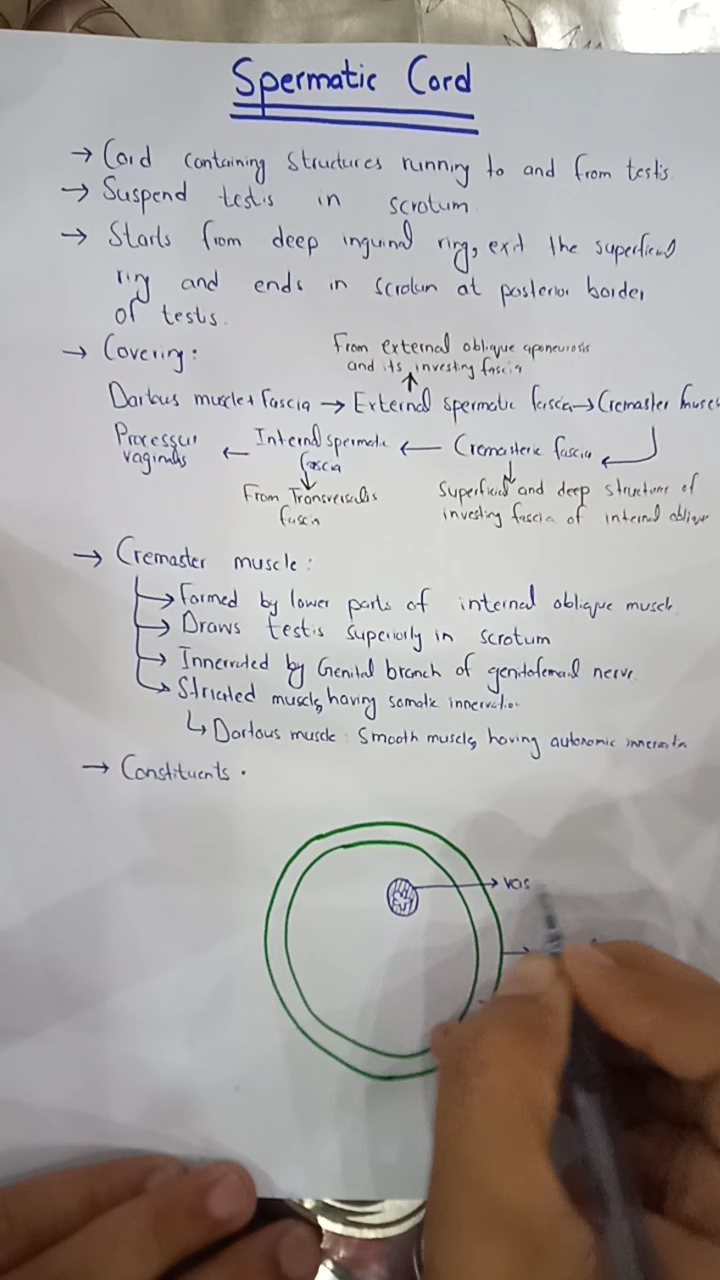 Spermatic Cord
→ Cord containing structures running to and from testis.
→ Suspend testis in scrotum
→ Starts from deep inguinal ring, exit the superficial
ring and ends in scrotum at posterior border
of testis.
→ Covering:
From external oblique aponeurosis
and its investing fascia
Dartous muscle + Fascia → External spermatic fascia → Cremaster muscle
Processus
vaginalis ← Internal spermatic
fascia ← Cremasteric fascia
From Transversalis
fascia
Superficial and deep structure of
investing fascia of internal oblique
→ Cremaster muscle:
→ Formed by lower parts of internal oblique muscle
→ Draws testis superiorly in scrotum
→ Innervated by Genital branch of genitofemoral nerve
→ Striated muscle, having somatic innervation
↳ Dartous muscle: Smooth muscle, having autonomic innervation
→ Constituents.
→ vas